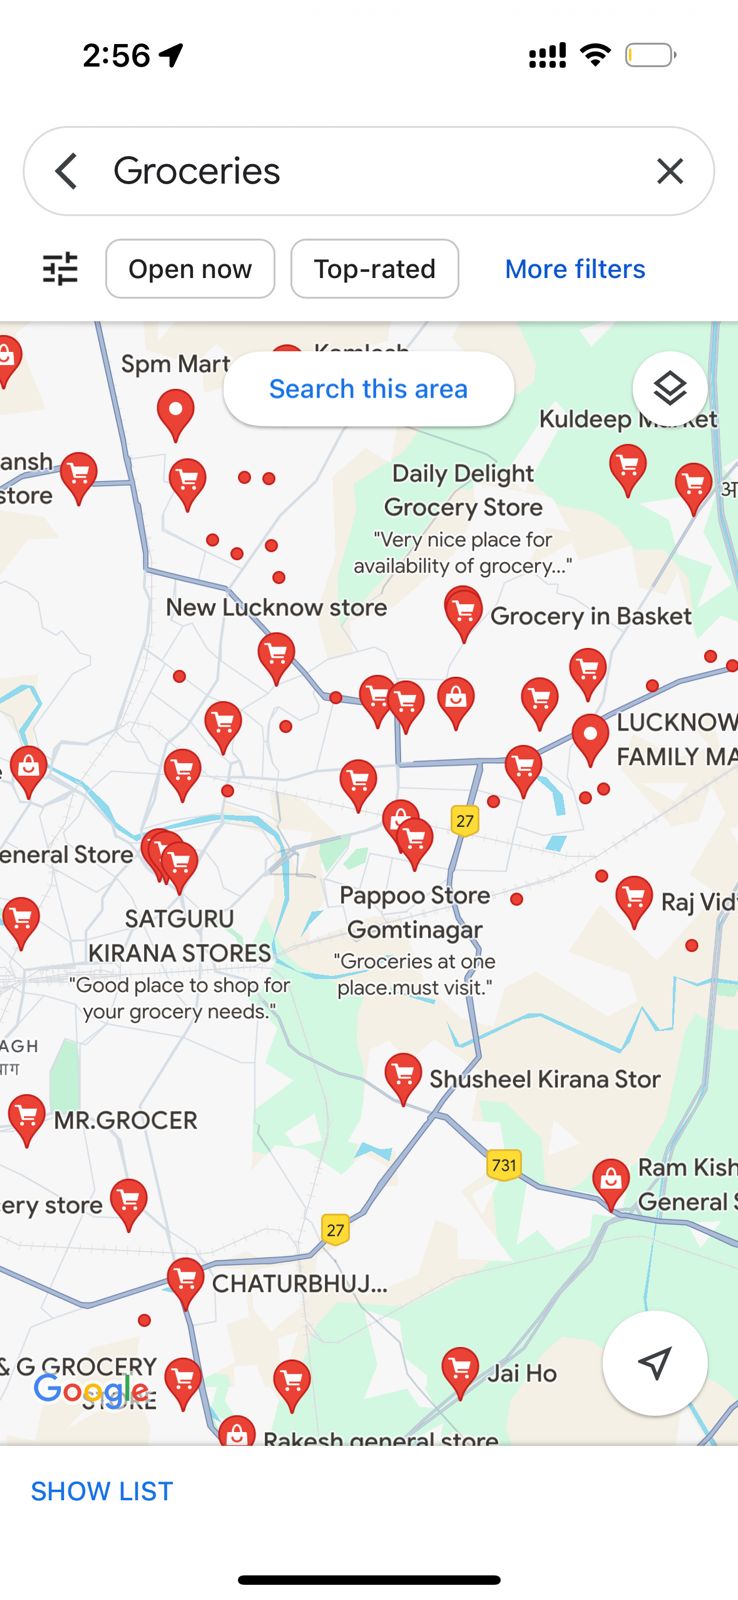 2:56
Groceries
Open now
Top-rated
More filters
Spm Mart
Kamlesh
Search this area
Kuldeep Market
ansh
store
Daily Delight
Grocery Store
"Very nice place for
availability of grocery..."
New Lucknow store
Grocery in Basket
LUCKNOW
FAMILY MA
27
eneral Store
Pappoo Store
Gomtinagar
"Groceries at one
place.must visit."
Raj Vid
SATGURU
KIRANA STORES
"Good place to shop for
your grocery needs."
AGH
बाग
Shusheel Kirana Stor
MR.GROCER
731
Ram Kish
General S
ery store
27
CHATURBHUJ...
& G GROCERY
STORE
Google
Jai Ho
Rakesh general store
SHOW LIST